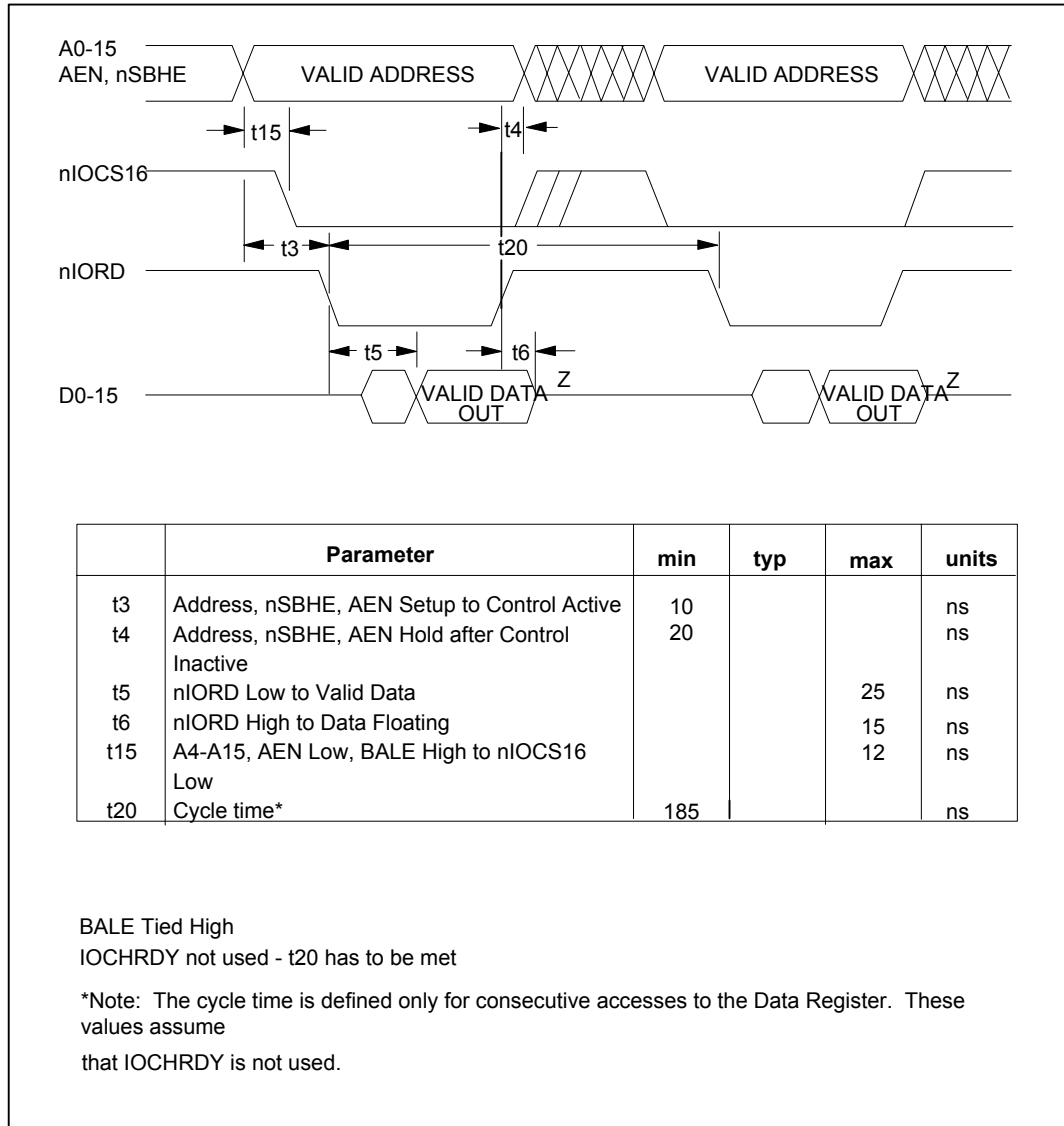 A0-15
AEN, nSBHE
VALID ADDRESS
VALID ADDRESS
t15
t4
nIOCS16
t3
t20
nIORD
t5
t6
D0-15
VALID DATA
OUT
Z
VALID DATA
OUT
Z
Parameter min typ max units
t3 Address, nSBHE, AEN Setup to Control Active 10 ns
t4 Address, nSBHE, AEN Hold after Control 20 ns
Inactive
t5 nIORD Low to Valid Data 25 ns
t6 nIORD High to Data Floating 15 ns
t15 A4-A15, AEN Low, BALE High to nIOCS16 12 ns
Low
t20 Cycle time* 185 ns
BALE Tied High
IOCHRDY not used - t20 has to be met
*Note: The cycle time is defined only for consecutive accesses to the Data Register. These
values assume
that IOCHRDY is not used.